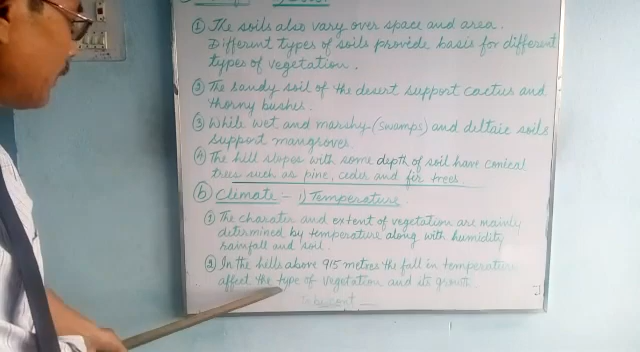 ① The soils also vary over space and area.
Different types of soils provide basis for different
types of vegetation.
② The sandy soil of the desert support cactus and
thorny bushes.
③ While wet and marshy (swamps) and deltaic soils
support mangroves.
④ The hill slopes with some depth of soil have conical
trees such as pine, ceder and fir trees.
ⓑ Climate :- i) Temperature.
① The charater and extent of vegetation are mainly
determined by temperature along with humidity,
rainfall and soil.
② In the hills above 915 metres the fall in temperature
affect the type of vegetation and its growth.
To be cont